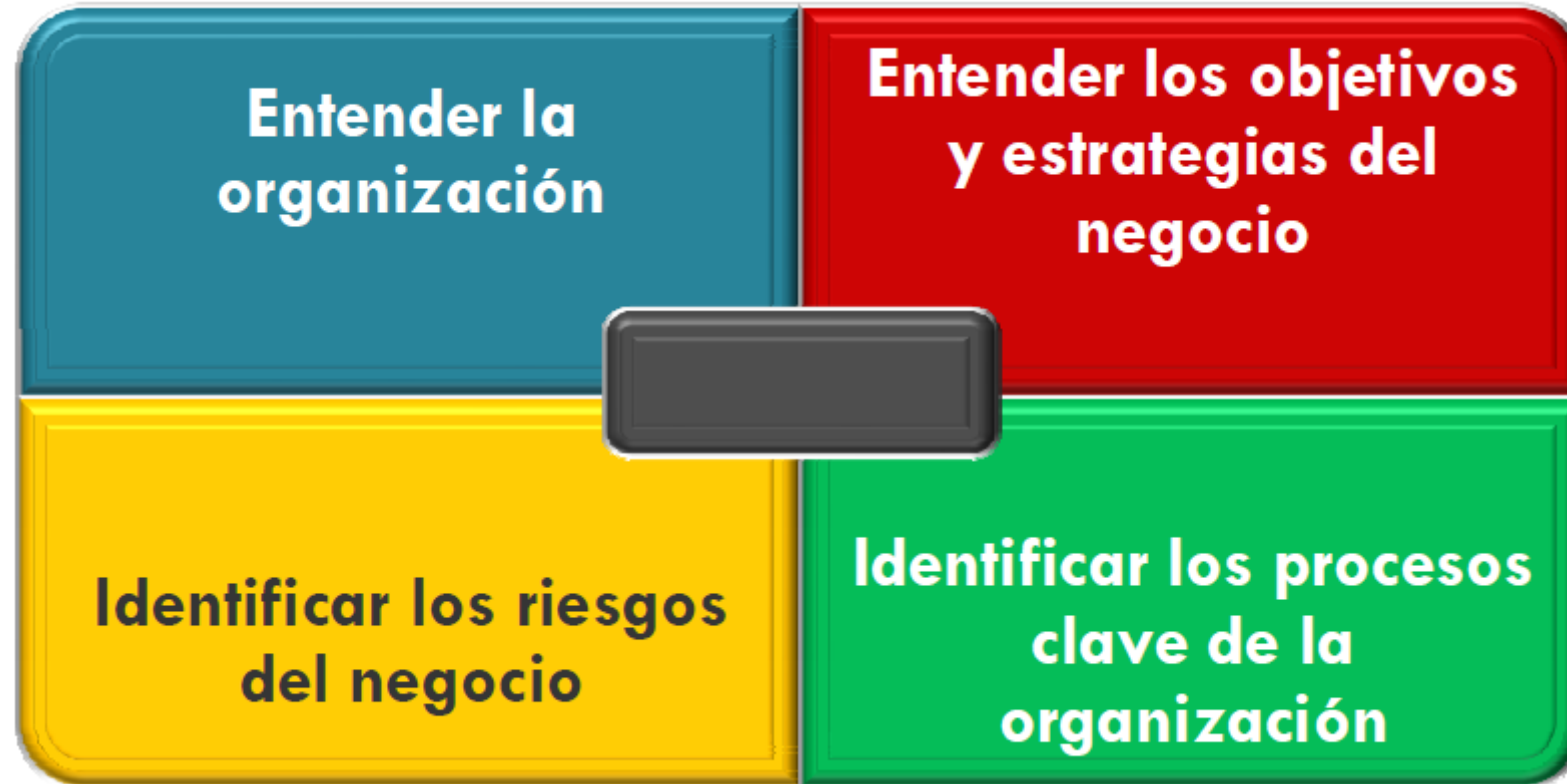 Entender la
organización
Entender los objetivos
y estrategias del
negocio
Identificar los riesgos
del negocio
Identificar los procesos
clave de la
organización